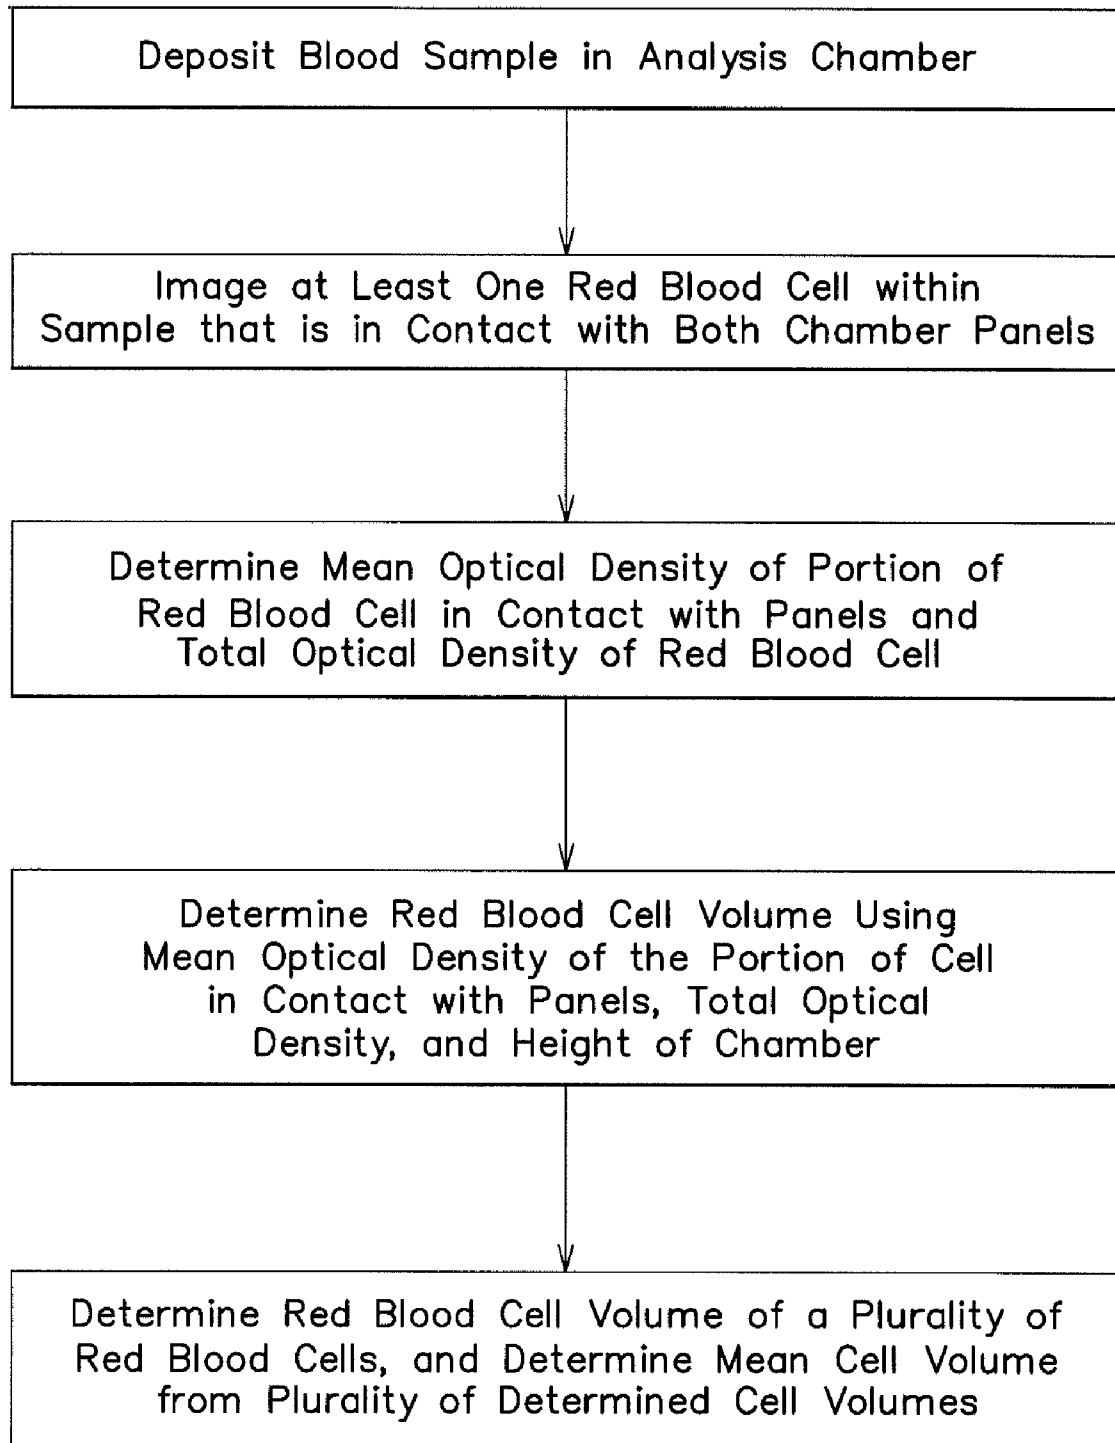 Deposit Blood Sample in Analysis Chamber
Image at Least One Red Blood Cell within
Sample that is in Contact with Both Chamber Panels
Determine Mean Optical Density of Portion of
Red Blood Cell in Contact with Panels and
Total Optical Density of Red Blood Cell
Determine Red Blood Cell Volume Using
Mean Optical Density of the Portion of Cell
in Contact with Panels, Total Optical
Density, and Height of Chamber
Determine Red Blood Cell Volume of a Plurality of
Red Blood Cells, and Determine Mean Cell Volume
from Plurality of Determined Cell Volumes